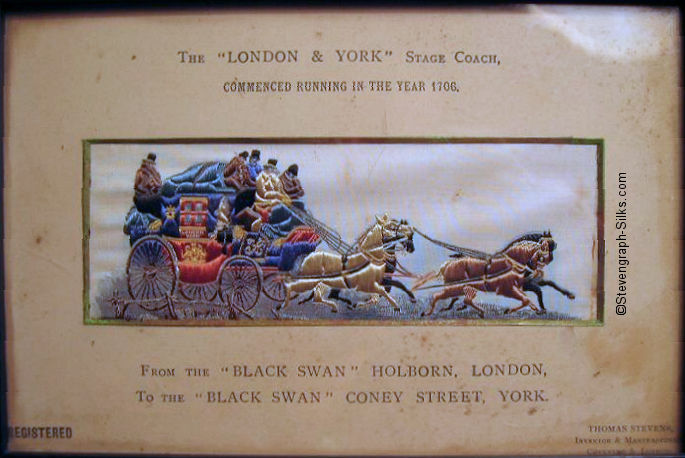 The "LONDON & YORK" Stage Coach,
COMMENCED RUNNING IN THE YEAR 1706.
©Stevengraph-Silks.com
From the "BLACK SWAN" HOLBORN, LONDON,
To the "BLACK SWAN" CONEY STREET, YORK.
REGISTERED
THOMAS STEVENS,
Inventor &
Coventry &